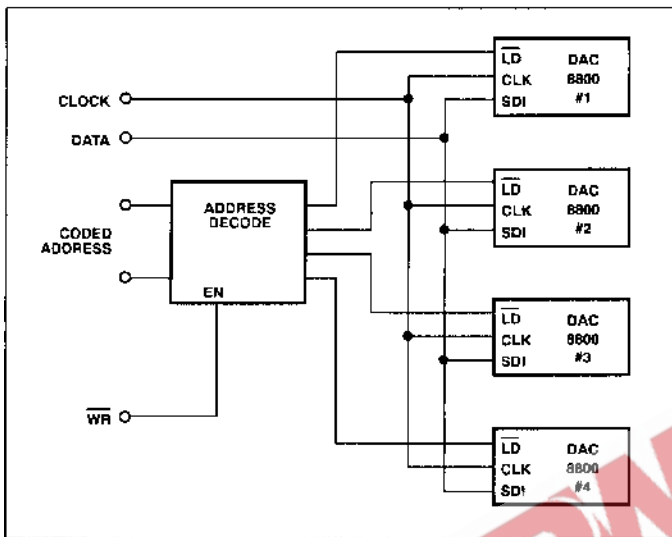 LD DAC
CLK 8800
SDI #1
CLOCK
DATA
ADDRESS
DECODE
CODED
ADDRESS
EN
WR
LD DAC
CLK 8800
SDI #2
LD DAC
CLK 8800
SDI #3
LD DAC
CLK 8800
SDI #4